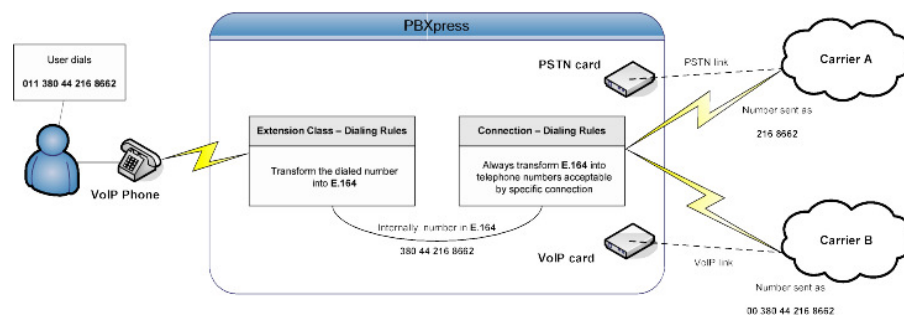 PBXpress
User dials
011 380 44 216 8662
VoIP Phone
Extension Class – Dialing Rules
Transform the dialed number
into E.164
Connection – Dialing Rules
Always transform E.164 into
telephone numbers acceptable
by specific connection
Internally number in E.164
380 44 216 8662
PSTN card
PSTN link
Carrier A
Number sent as
216 8662
VoIP card
VoIP link
Carrier B
Number sent as
00 380 44 216 8662